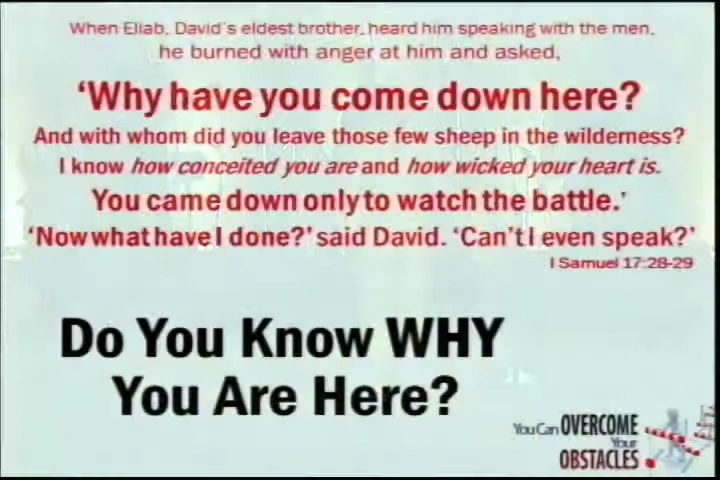 When Eliab, David's eldest brother, heard him speaking with the men,
he burned with anger at him and asked,
'Why have you come down here?
And with whom did you leave those few sheep in the wilderness?
I know how conceited you are and how wicked your heart is.
You came down only to watch the battle.'
'Now what have I done?' said David. 'Can't I even speak?'
I Samuel 17:28-29
Do You Know WHY
You Are Here?
You Can OVERCOME
Your
OBSTACLES